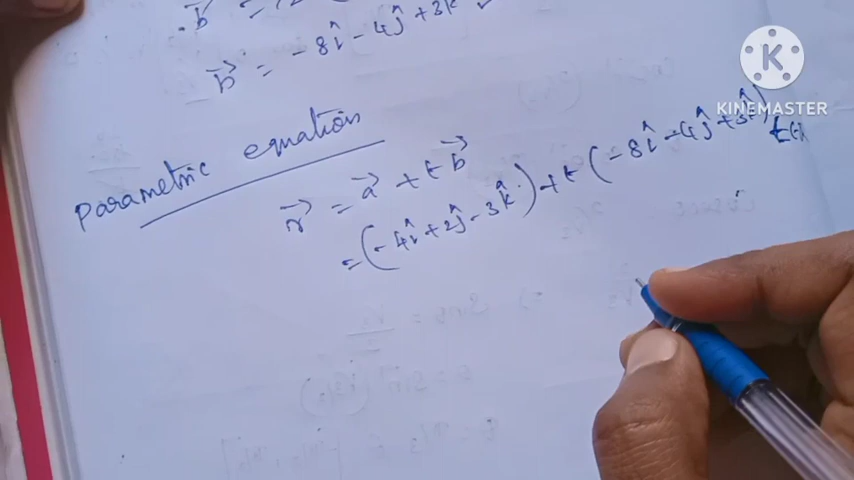 b⃗ =
b⃗ = -8î - 4ĵ + 3k̂
parametric equation
r⃗ = a⃗ + t b⃗
= (-4î + 2ĵ - 3k̂) + t (-8î - 4ĵ + 3k̂)
KINEMASTER